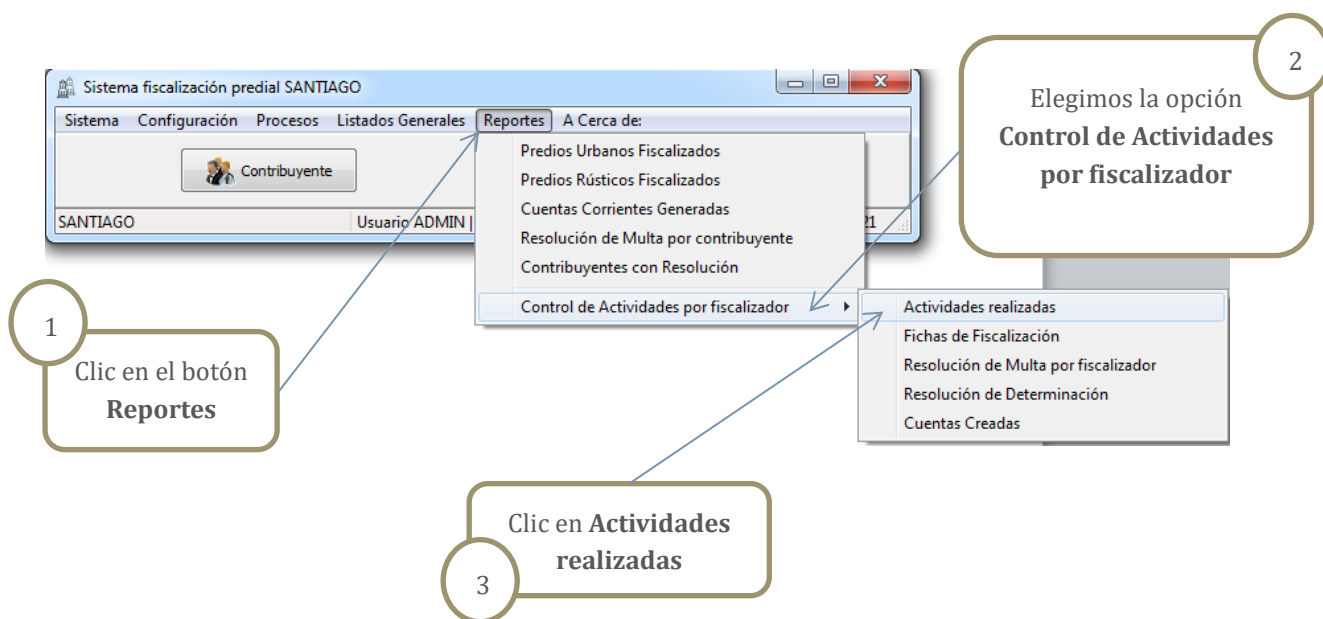 Sistema fiscalización predial SANTIAGO
Sistema Configuración Procesos Listados Generales Reportes A Cerca de:
Contribuyente
SANTIAGO Usuario ADMIN | 21
Predios Urbanos Fiscalizados
Predios Rústicos Fiscalizados
Cuentas Corrientes Generadas
Resolución de Multa por contribuyente
Contribuyentes con Resolución
Control de Actividades por fiscalizador
Actividades realizadas
Fichas de Fiscalización
Resolución de Multa por fiscalizador
Resolución de Determinación
Cuentas Creadas
1
Clic en el botón
Reportes
2
Elegimos la opción
Control de Actividades
por fiscalizador
Clic en Actividades
realizadas
3